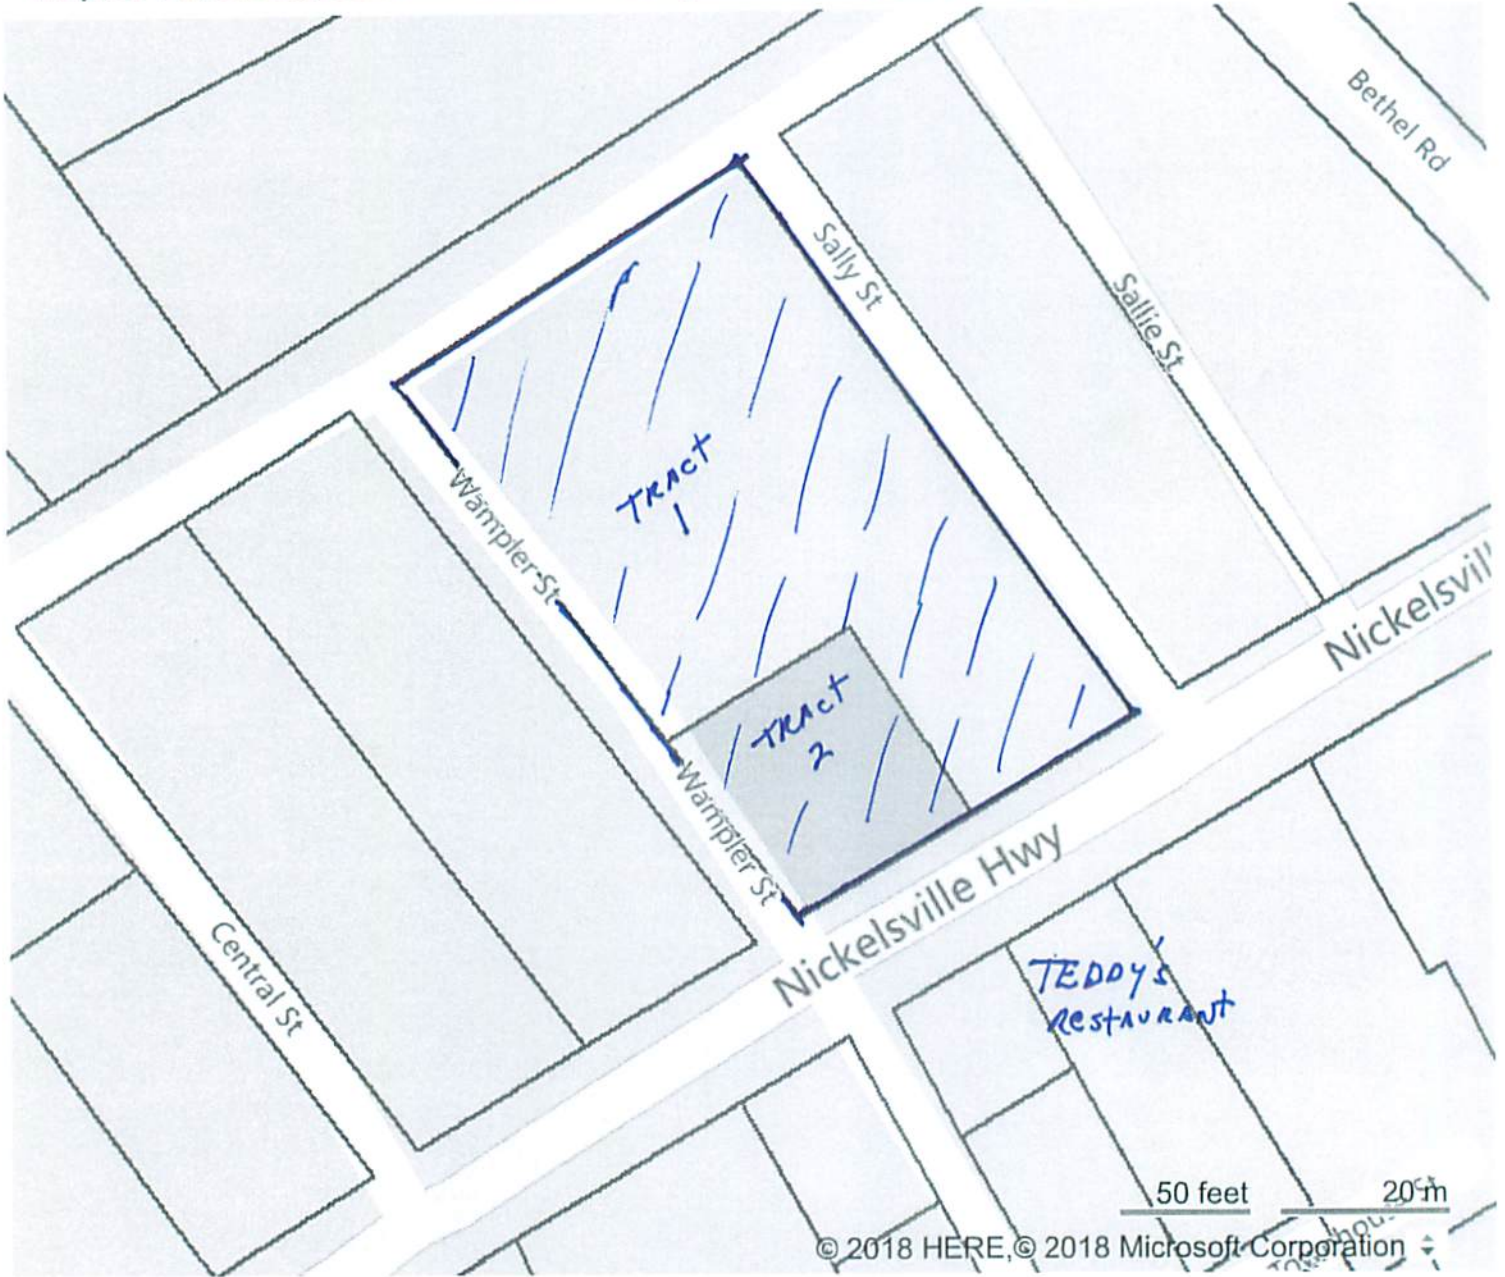 Bethel Rd
Sally St
Sallie St
TRACT
1
Wampler St
Nickelsvill
TRACT
2
Wampler St
Nickelsville Hwy
Central St
TEDDY'S
RESTAURANT
50 feet
20 m
© 2018 HERE, © 2018 Microsoft Corporation